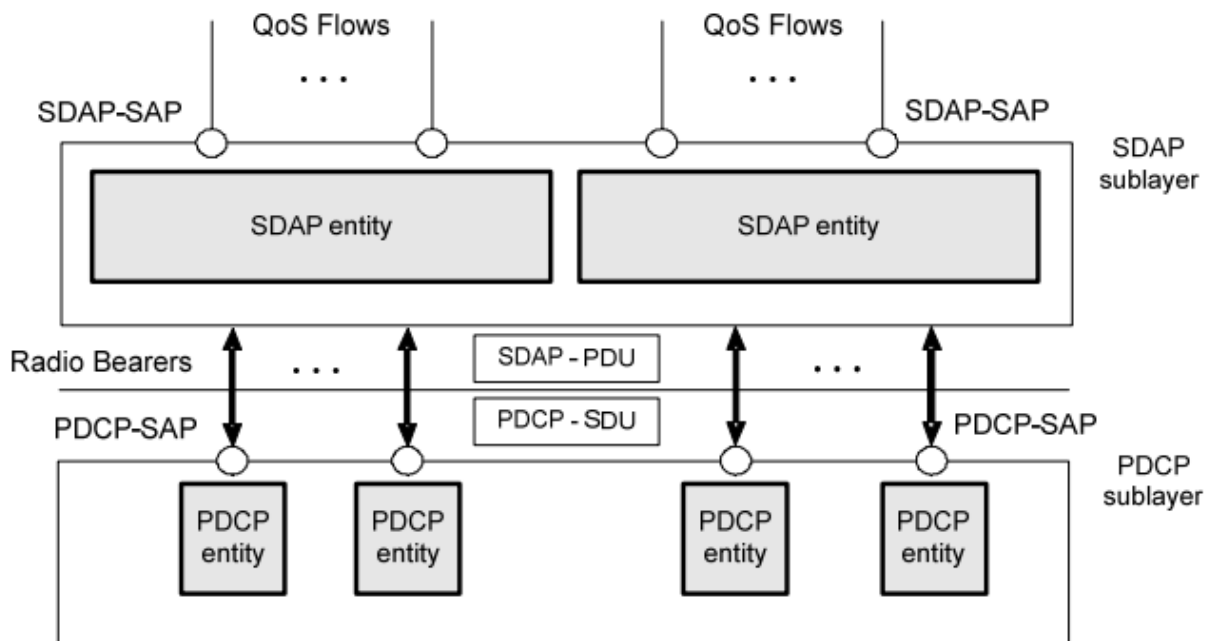 QoS Flows
QoS Flows
. . .
. . .
SDAP-SAP
SDAP-SAP
SDAP
sublayer
SDAP entity
SDAP entity
Radio Bearers
. . .
SDAP - PDU
. . .
PDCP - SDU
PDCP-SAP
PDCP-SAP
PDCP
sublayer
PDCP
entity
PDCP
entity
PDCP
entity
PDCP
entity